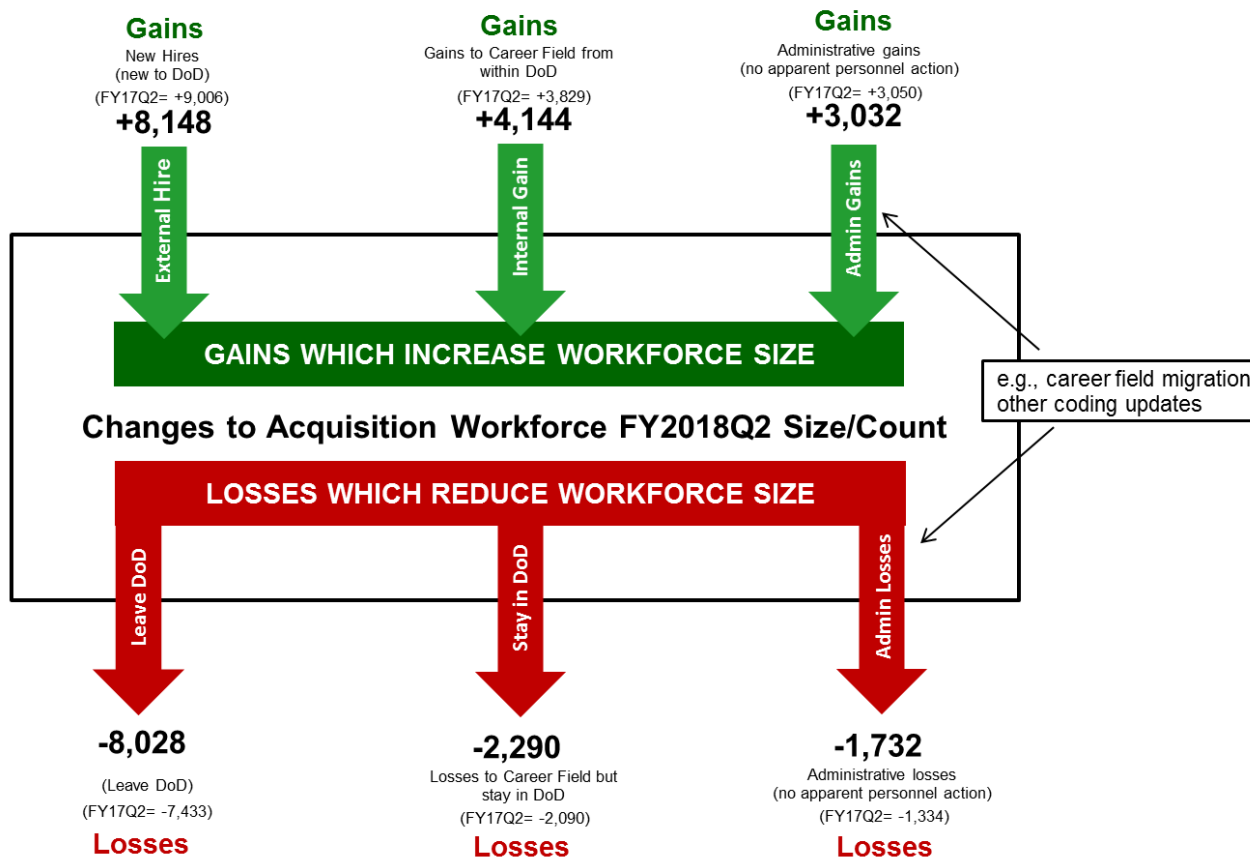 Gains
New Hires
(new to DoD)
(FY17Q2= +9,006)
+8,148
External Hire
Gains
Gains to Career Field from
within DoD
(FY17Q2= +3,829)
+4,144
Internal Gain
Gains
Administrative gains
(no apparent personnel action)
(FY17Q2= +3,050)
+3,032
Admin Gains
GAINS WHICH INCREASE WORKFORCE SIZE
e.g., career field migration
other coding updates
Changes to Acquisition Workforce FY2018Q2 Size/Count
LOSSES WHICH REDUCE WORKFORCE SIZE
Leave DoD
-8,028
(Leave DoD)
(FY17Q2= -7,433)
Losses
Stay in DoD
-2,290
Losses to Career Field but
stay in DoD
(FY17Q2= -2,090)
Losses
Admin Losses
-1,732
Administrative losses
(no apparent personnel action)
(FY17Q2= -1,334)
Losses